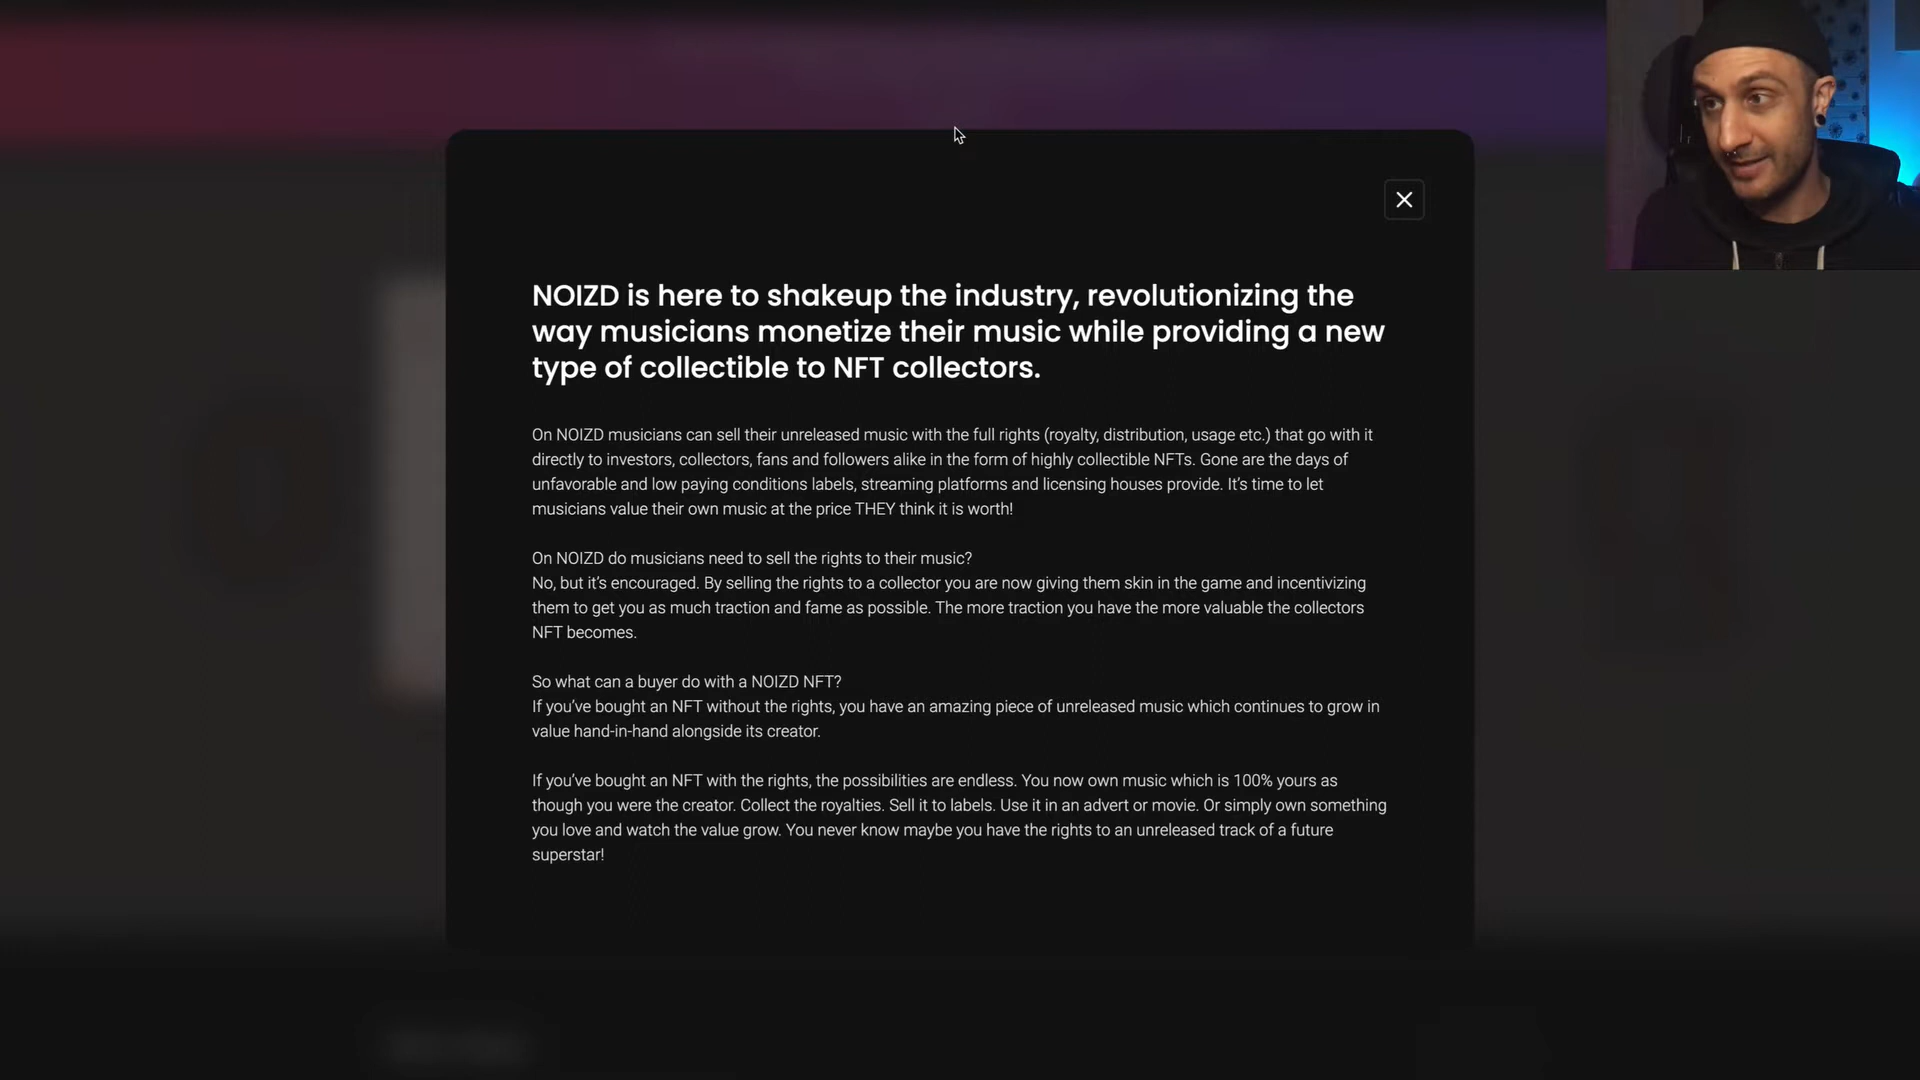 NOIZD is here to shakeup the industry, revolutionizing the
way musicians monetize their music while providing a new
type of collectible to NFT collectors.
On NOIZD musicians can sell their unreleased music with the full rights (royalty, distribution, usage etc.) that go with it
directly to investors, collectors, fans and followers alike in the form of highly collectible NFTs. Gone are the days of
unfavorable and low paying conditions labels, streaming platforms and licensing houses provide. It’s time to let
musicians value their own music at the price THEY think it is worth!
On NOIZD do musicians need to sell the rights to their music?
No, but it’s encouraged. By selling the rights to a collector you are now giving them skin in the game and incentivizing
them to get you as much traction and fame as possible. The more traction you have the more valuable the collectors
NFT becomes.
So what can a buyer do with a NOIZD NFT?
If you’ve bought an NFT without the rights, you have an amazing piece of unreleased music which continues to grow in
value hand-in-hand alongside its creator.
If you’ve bought an NFT with the rights, the possibilities are endless. You now own music which is 100% yours as
though you were the creator. Collect the royalties. Sell it to labels. Use it in an advert or movie. Or simply own something
you love and watch the value grow. You never know maybe you have the rights to an unreleased track of a future
superstar!